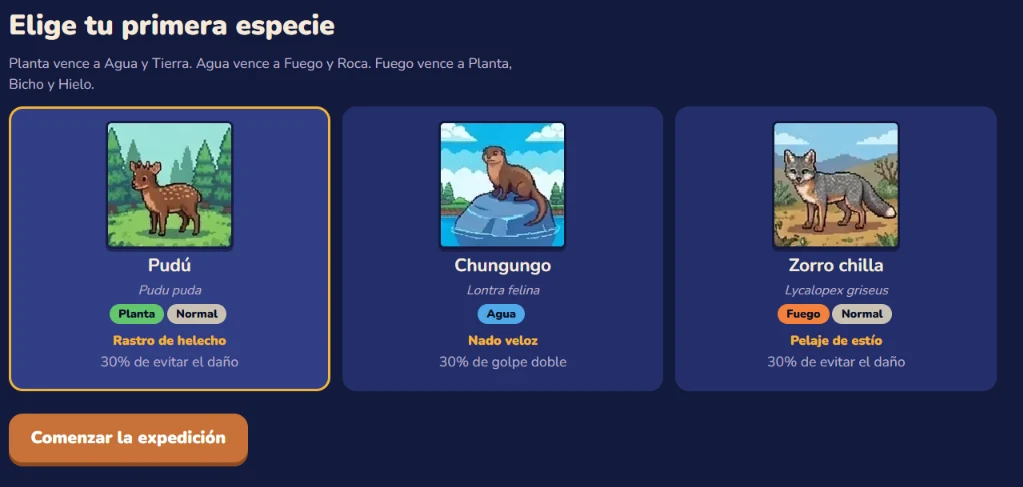 Elige tu primera especie
Planta vence a Agua y Tierra. Agua vence a Fuego y Roca. Fuego vence a Planta,
Bicho y Hielo.
Pudú
Pudu puda
Planta Normal
Rastro de helecho
30% de evitar el daño
Chungungo
Lontra felina
Agua
Nado veloz
30% de golpe doble
Zorro chilla
Lycalopex griseus
Fuego Normal
Pelaje de estío
30% de evitar el daño
Comenzar la expedición